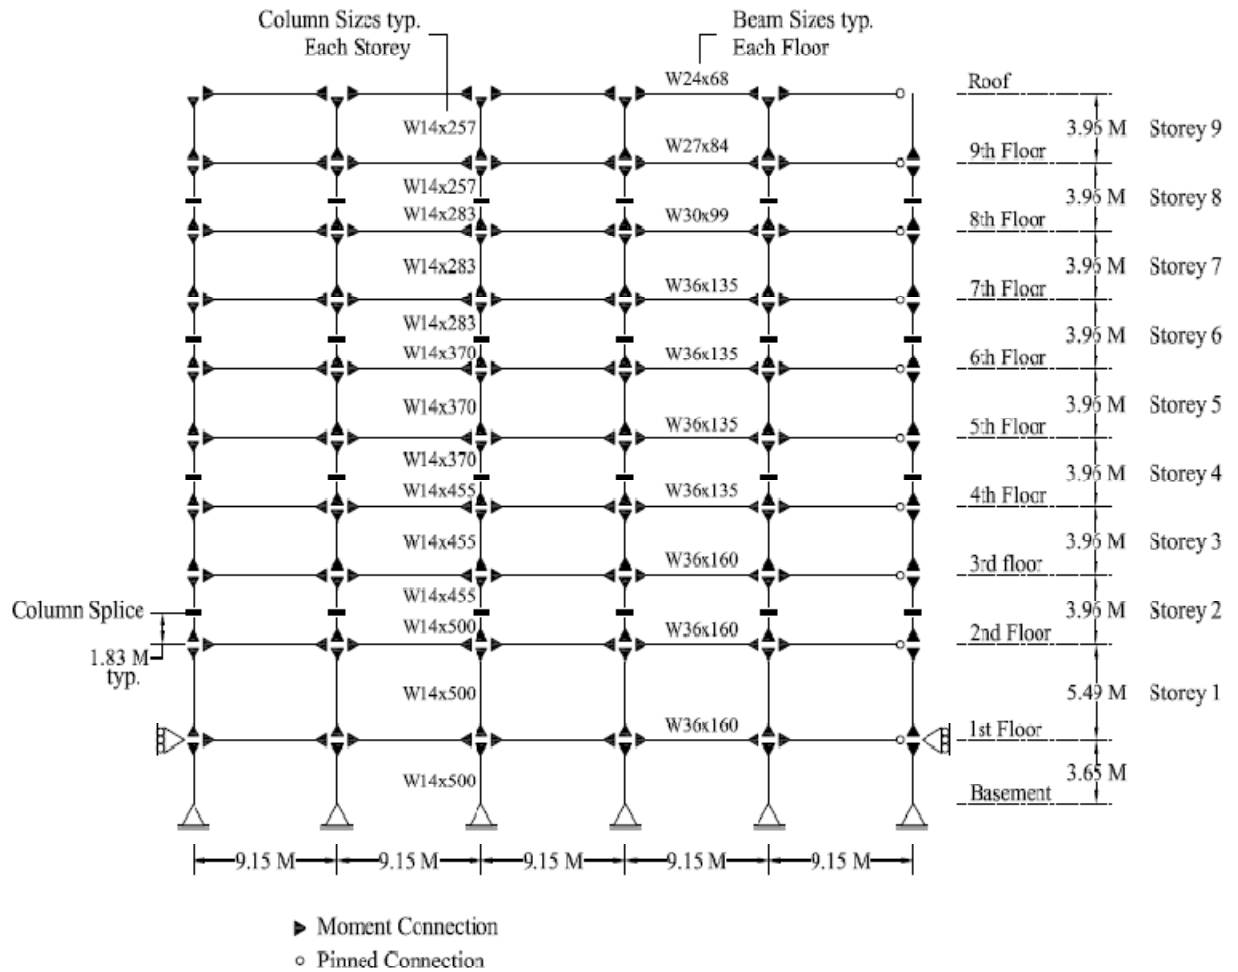 Column Sizes typ.
Each Storey
Beam Sizes typ.
Each Floor
W24x68
Roof
W14x257
3.96 M
Storey 9
W27x84
9th Floor
W14x257
3.96 M
Storey 8
W14x283
W30x99
8th Floor
W14x283
3.96 M
Storey 7
W36x135
7th Floor
W14x283
3.96 M
Storey 6
W14x370
W36x135
6th Floor
W14x370
3.96 M
Storey 5
W36x135
5th Floor
W14x370
3.96 M
Storey 4
W14x455
W36x135
4th Floor
W14x455
3.96 M
Storey 3
W36x160
3rd floor
W14x455
Column Splice
3.96 M
Storey 2
W14x500
W36x160
2nd Floor
1.83 M
typ.
W14x500
5.49 M
Storey 1
W36x160
1st Floor
W14x500
3.65 M
Basement
9.15 M
9.15 M
9.15 M
9.15 M
9.15 M
Moment Connection
Pinned Connection